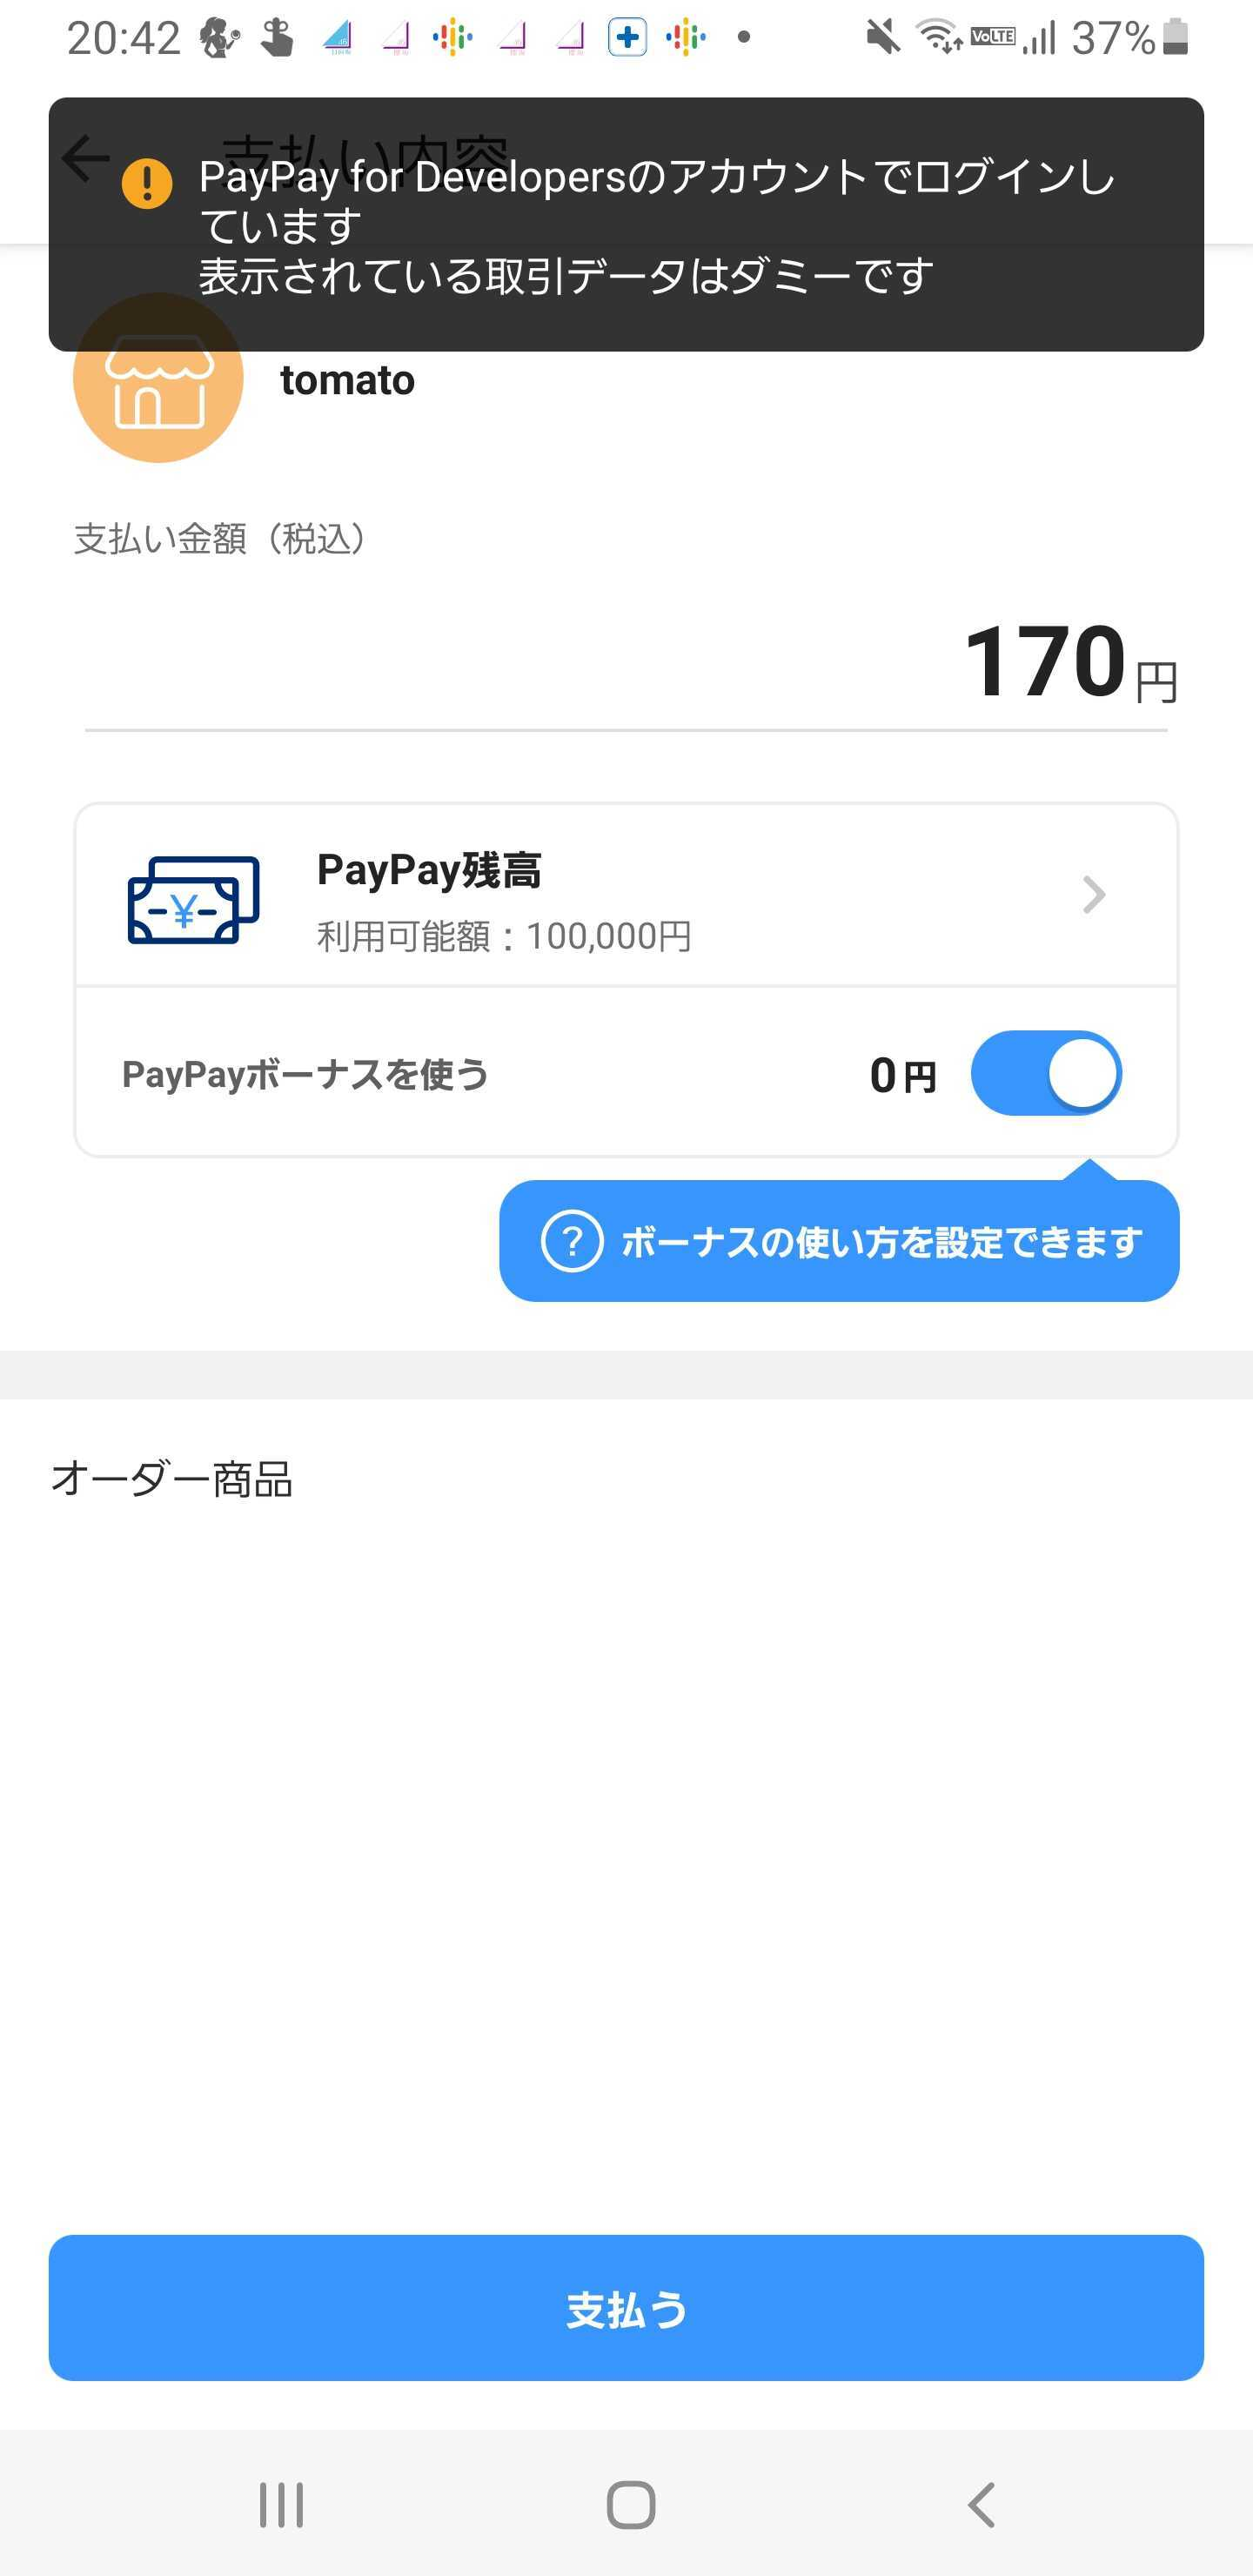 20:42
VoLTE
37%
支払い内容
PayPay for Developersのアカウントでログインし
ています
表示されている取引データはダミーです
tomato
支払い金額（税込）
170円
PayPay残高
利用可能額：100,000円
PayPayボーナスを使う
0円
? ボーナスの使い方を設定できます
オーダー商品
支払う